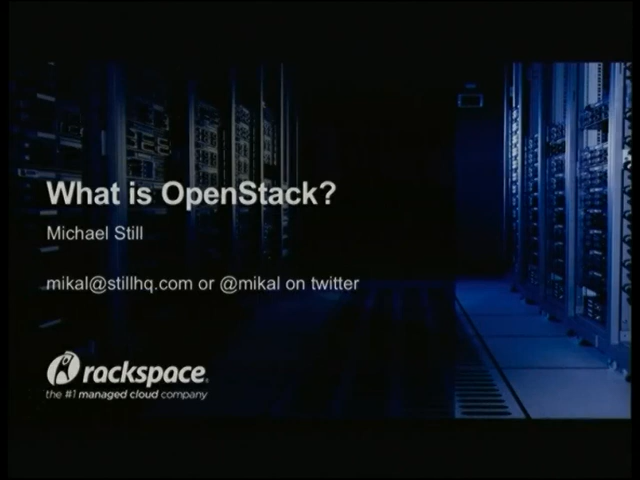 What is OpenStack?
Michael Still
mikal@stillhq.com or @mikal on twitter
rackspace
the #1 managed cloud company